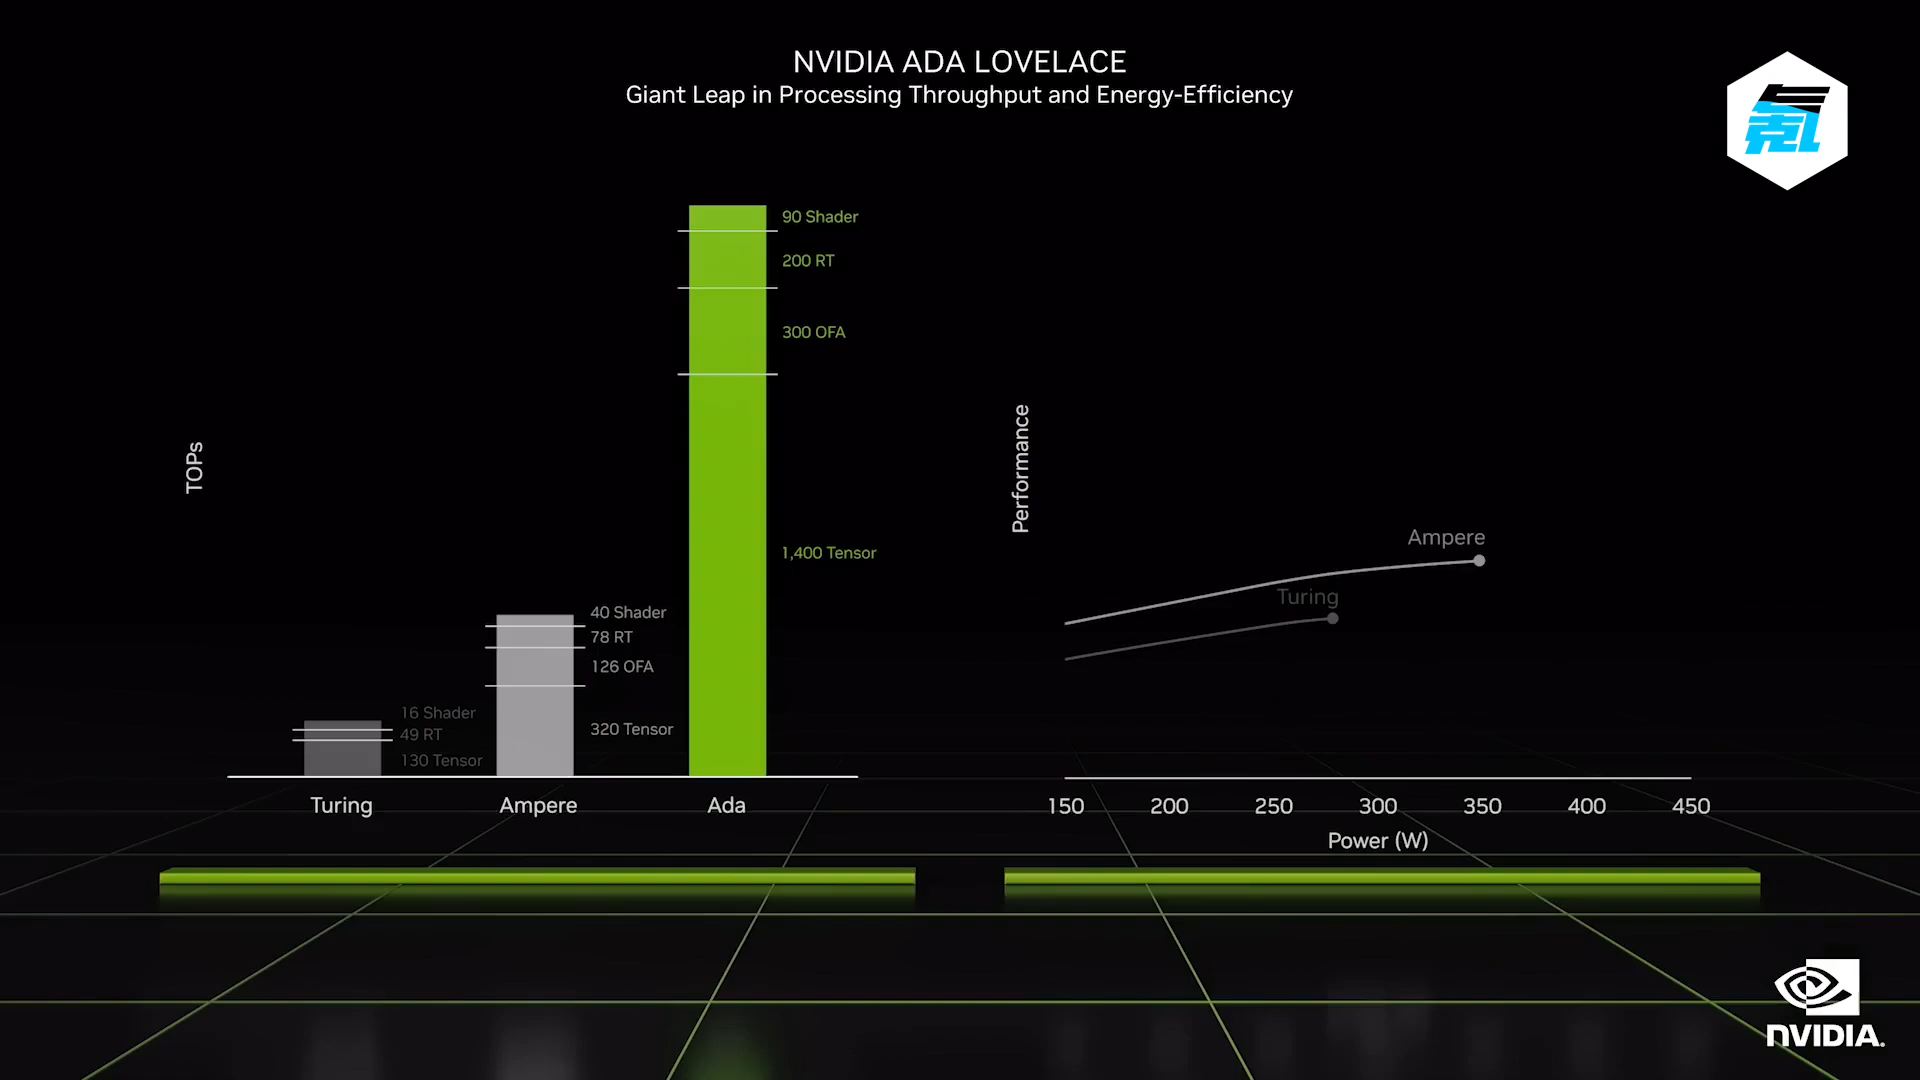 NVIDIA ADA LOVELACE
Giant Leap in Processing Throughput and Energy-Efficiency
氪
TOPs
90 Shader
200 RT
300 OFA
1,400 Tensor
40 Shader
78 RT
126 OFA
320 Tensor
16 Shader
49 RT
130 Tensor
Turing Ampere Ada
Performance
Ampere
Turing
150 200 250 300 350 400 450
Power (W)
NVIDIA.